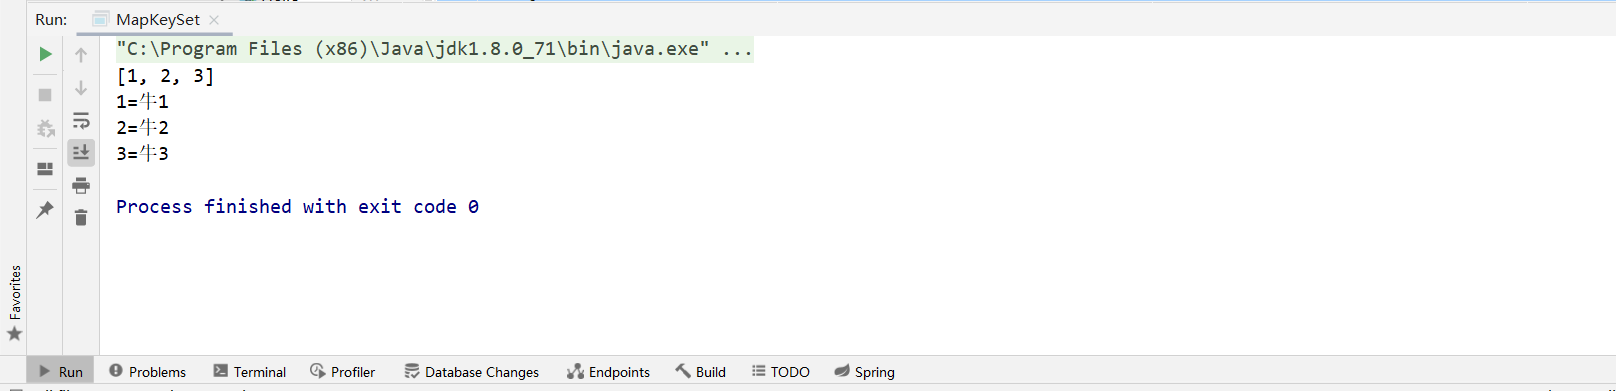 Run: MapKeySet
"C:\Program Files (x86)\Java\jdk1.8.0_71\bin\java.exe" ...
[1, 2, 3]
1=牛1
2=牛2
3=牛3
Process finished with exit code 0
Favorites
Run Problems Terminal Profiler Database Changes Endpoints Build TODO Spring